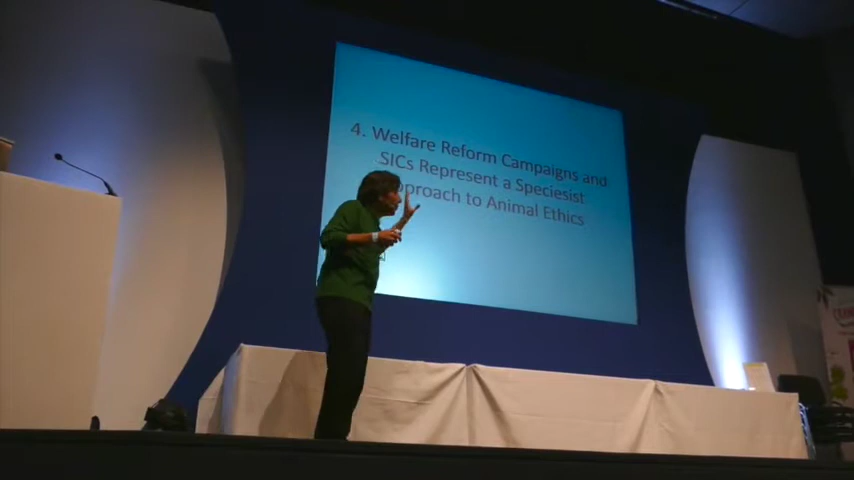 4. Welfare Reform Campaigns and
SICs Represent a Speciesist
to Animal Ethics